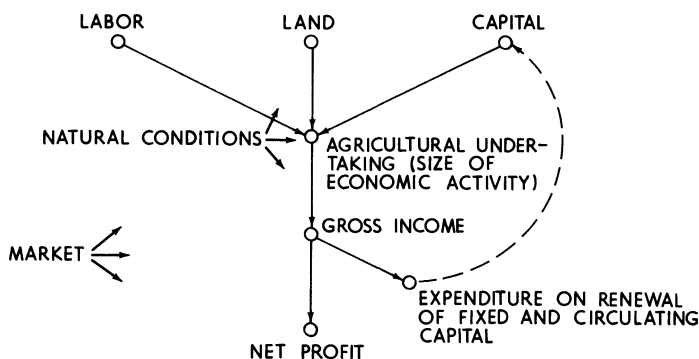 LABOR
LAND
CAPITAL
NATURAL CONDITIONS
AGRICULTURAL UNDER-
TAKING (SIZE OF
ECONOMIC ACTIVITY)
GROSS INCOME
MARKET
EXPENDITURE ON RENEWAL
OF FIXED AND CIRCULATING
CAPITAL
NET PROFIT